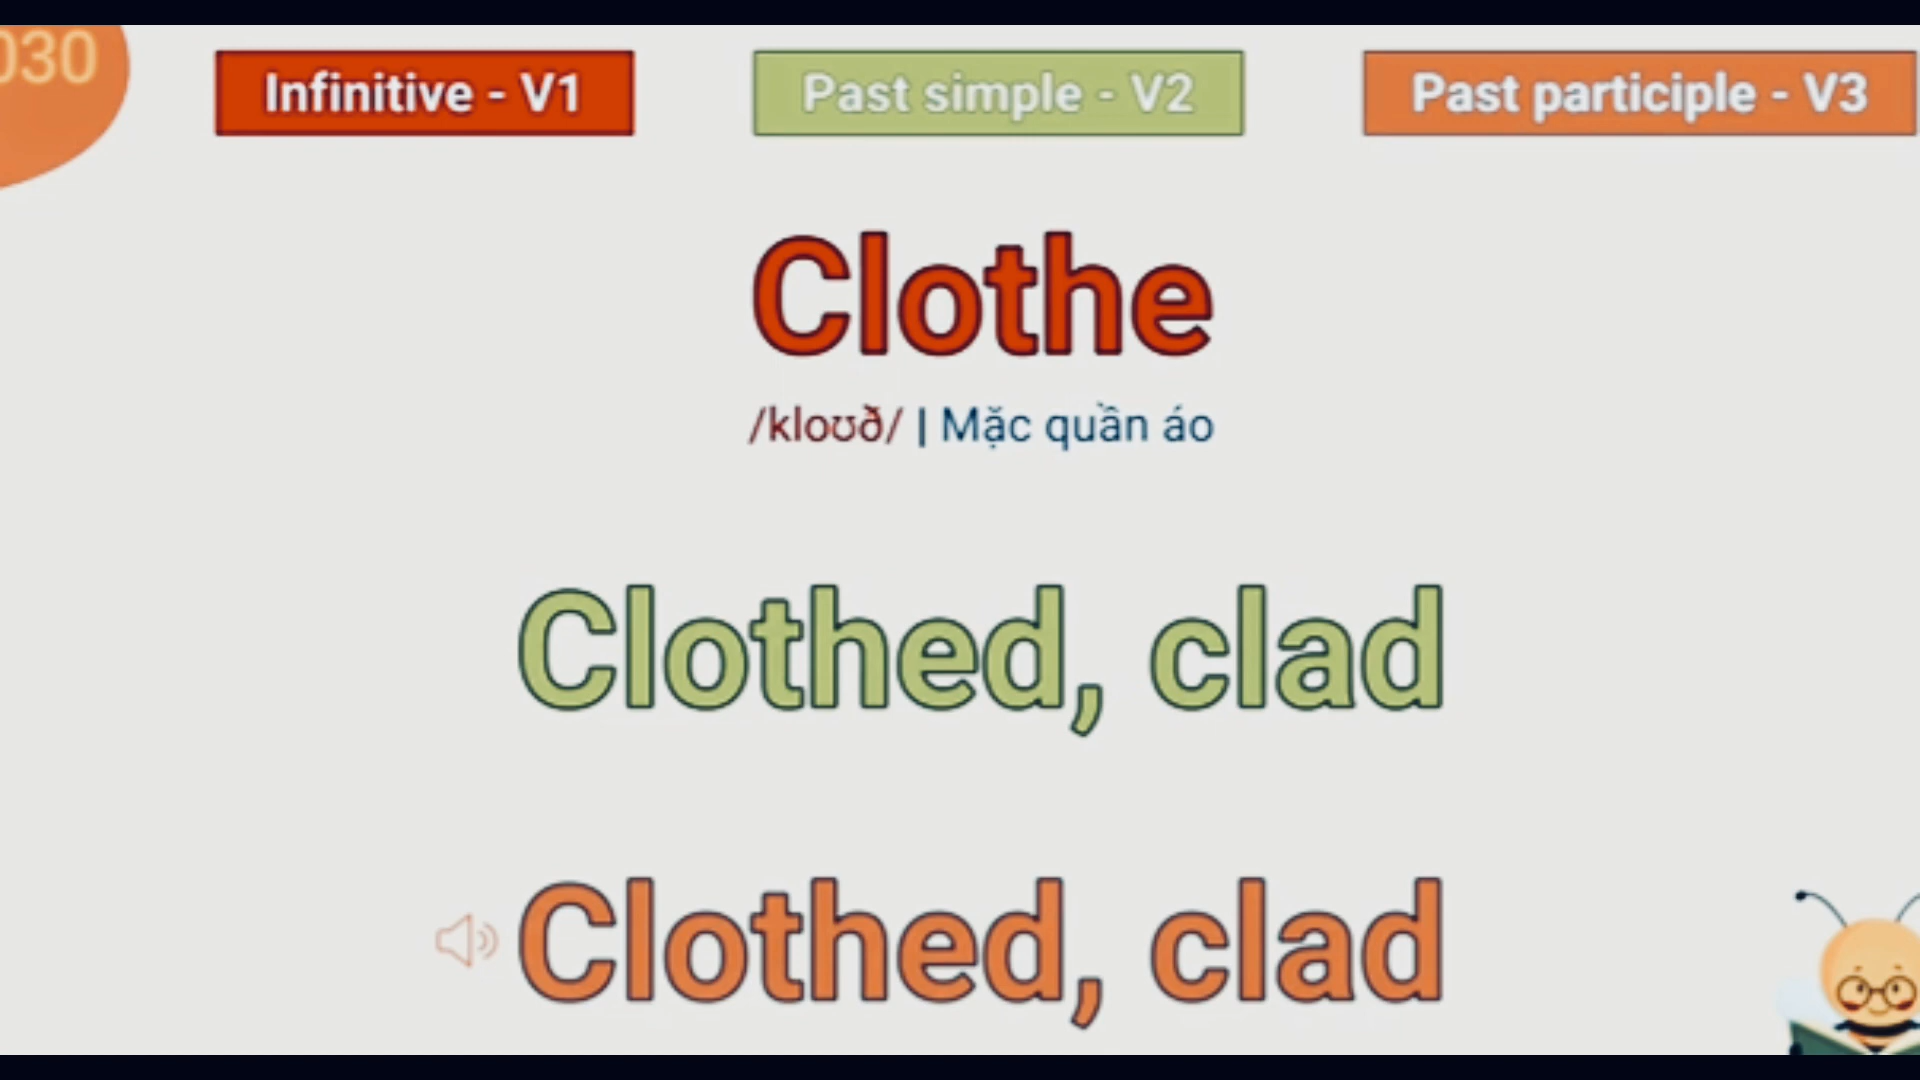 030
Infinitive - V1
Past simple - V2
Past participle - V3
Clothe
/kloʊð/ | Mặc quần áo
Clothed, clad
Clothed, clad